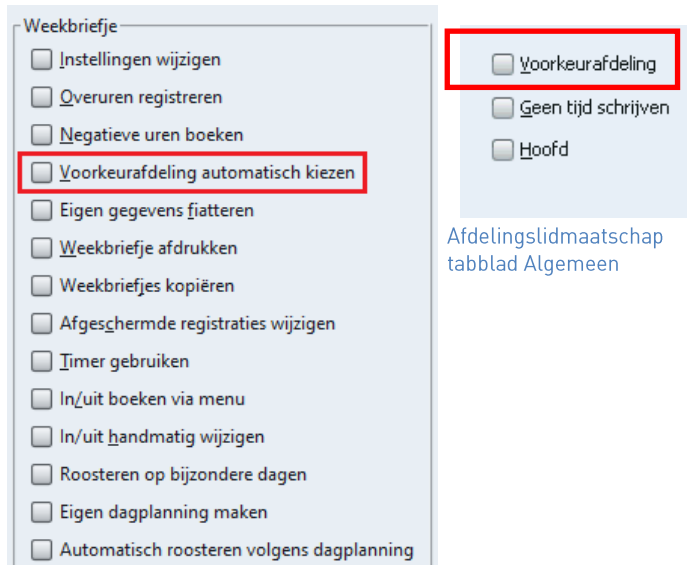 Weekbriefje
Instellingen wijzigen
Overuren registreren
Negatieve uren boeken
Voorkeurafdeling automatisch kiezen
Eigen gegevens fiatteren
Weekbriefje afdrukken
Weekbriefjes kopiëren
Afgeschermde registraties wijzigen
Timer gebruiken
In/uit boeken via menu
In/uit handmatig wijzigen
Roosteren op bijzondere dagen
Eigen dagplanning maken
Automatisch roosteren volgens dagplanning
Voorkeurafdeling
Geen tijd schrijven
Hoofd
Afdelingslidmaatschap
tabblad Algemeen